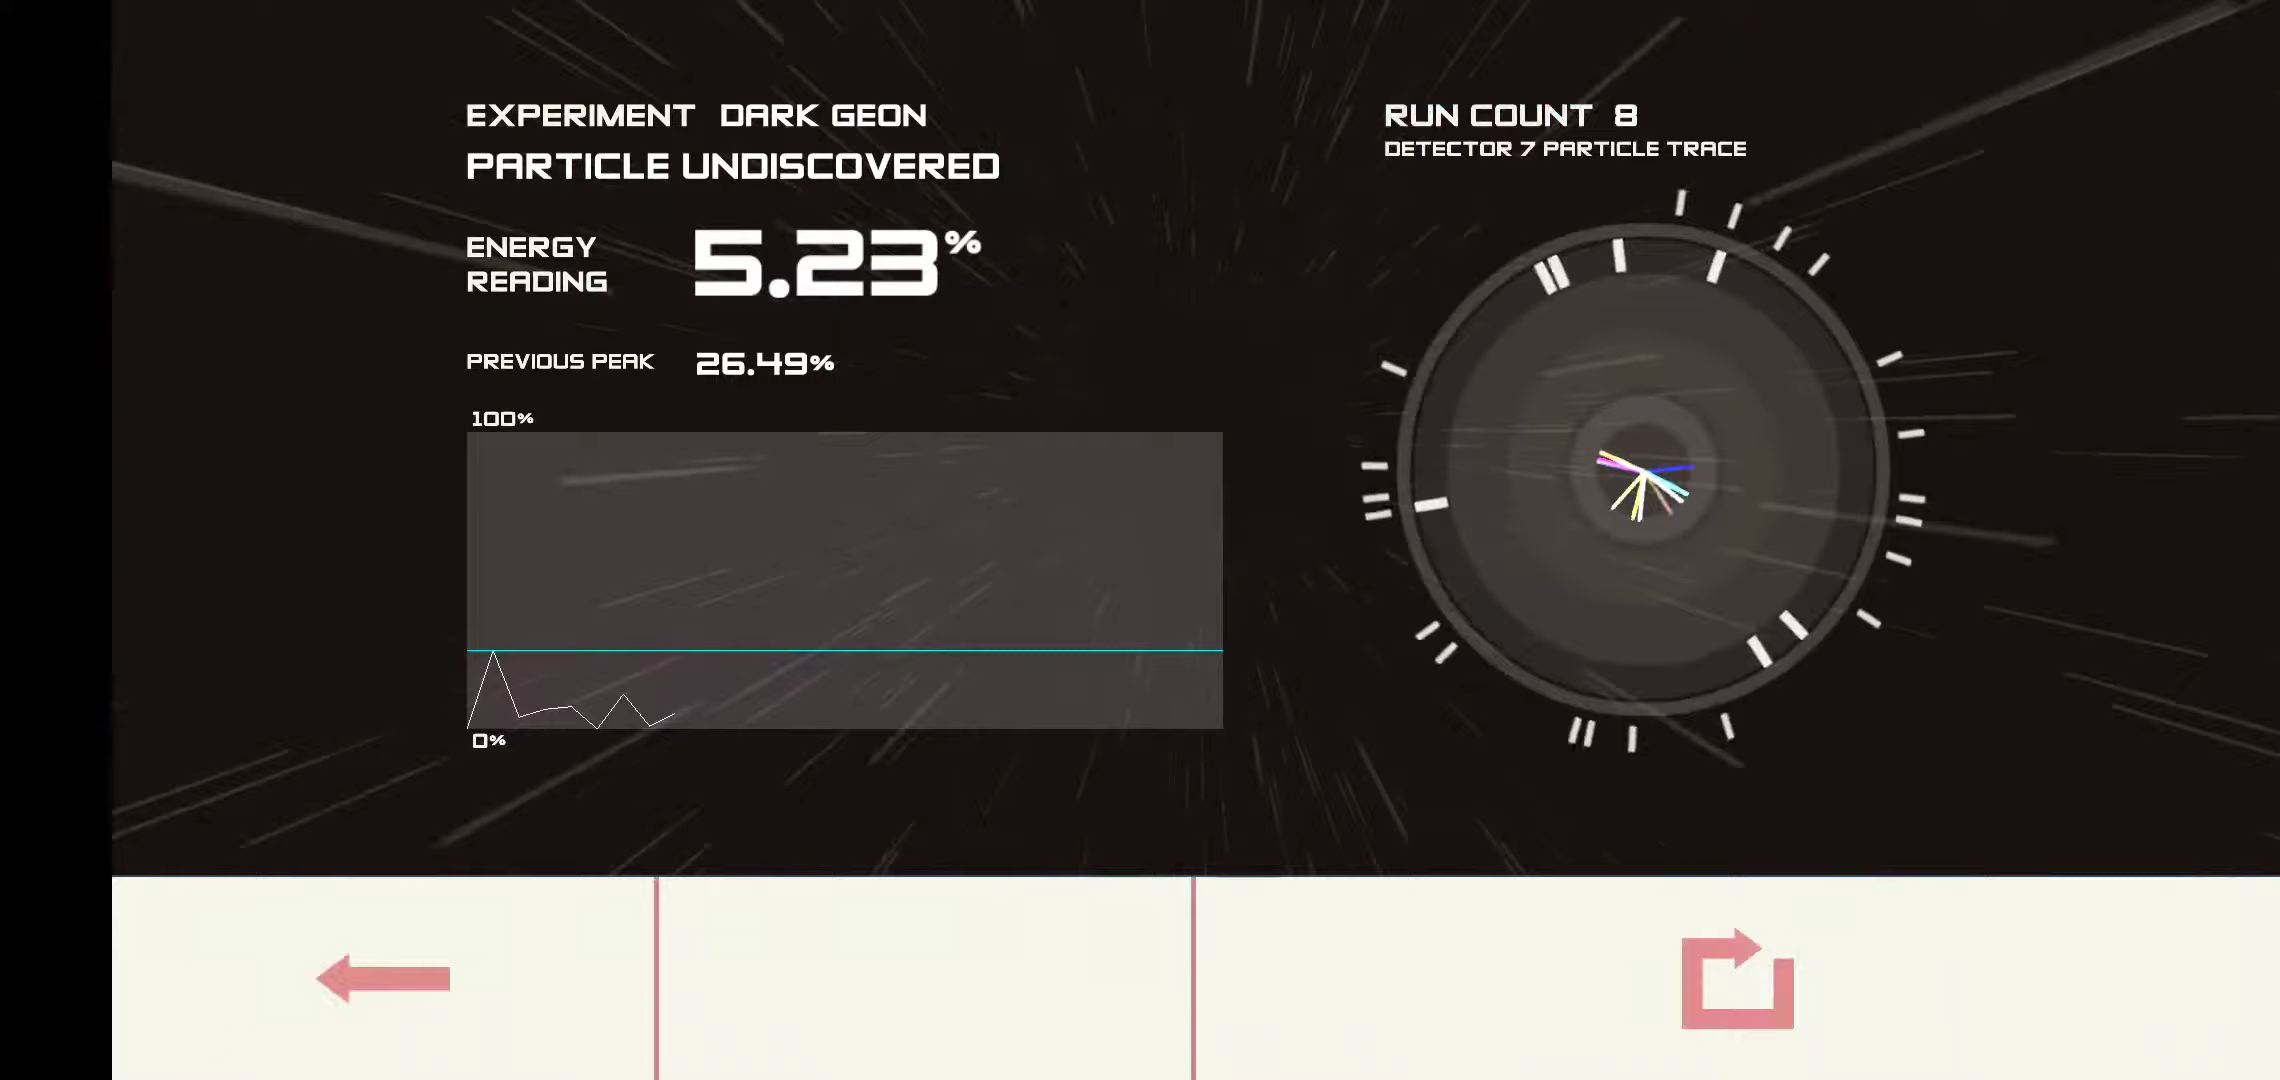 EXPERIMENT DARK GEON
PARTICLE UNDISCOVERED
ENERGY
READING
5.23%
PREVIOUS PEAK 26.49%
100%
0%
RUN COUNT 8
DETECTOR 7 PARTICLE TRACE